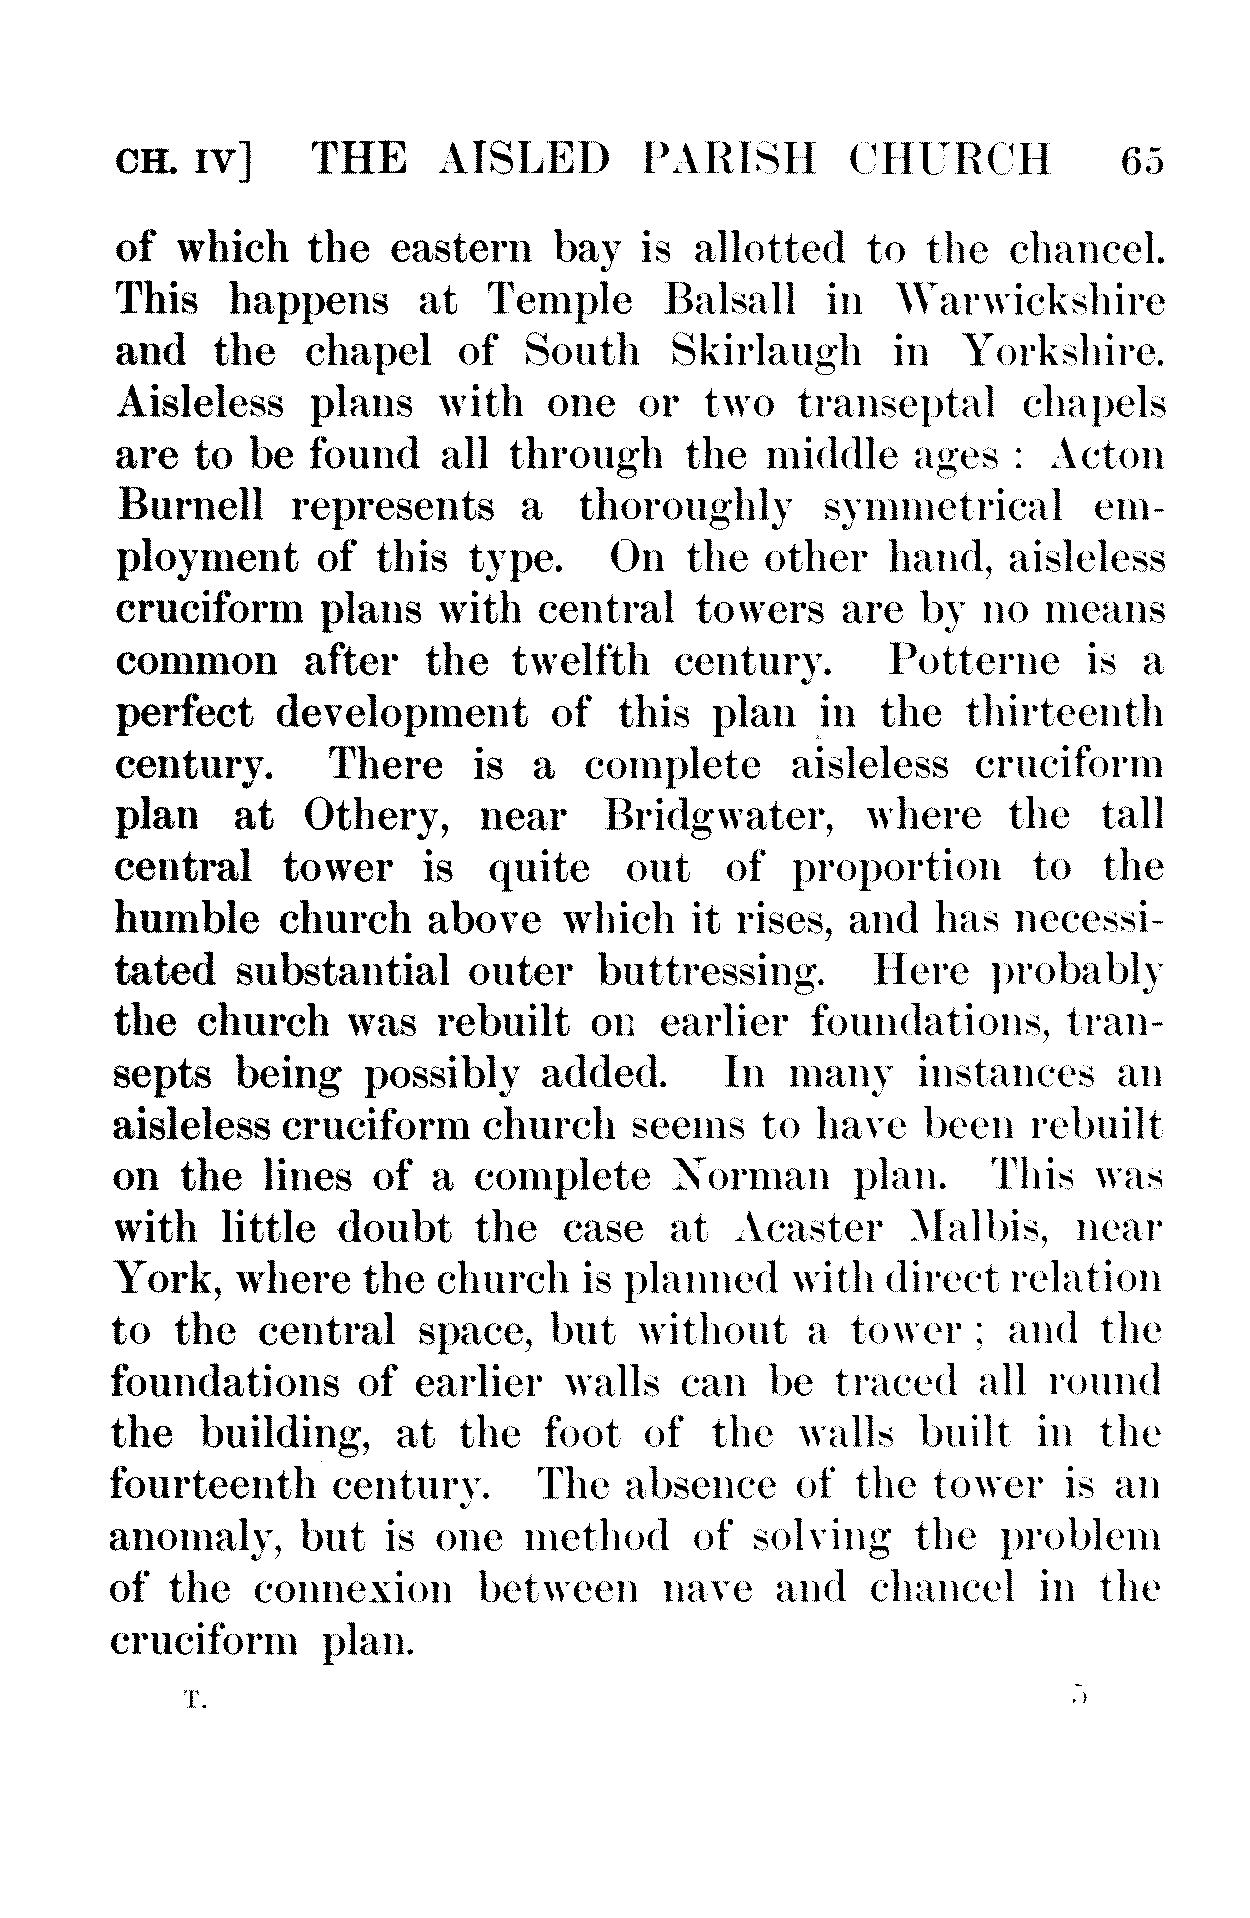 CH. IV] THE AISLED PARISH CHURCH 65
of which the eastern bay is allotted to the chancel.
This happens at Temple Balsall in Warwickshire
and the chapel of South Skirlaugh in Yorkshire.
Aisleless plans with one or two transeptal chapels
are to be found all through the middle ages : Acton
Burnell represents a thoroughly symmetrical em-
ployment of this type. On the other hand, aisleless
cruciform plans with central towers are by no means
common after the twelfth century. Potterne is a
perfect development of this plan in the thirteenth
century. There is a complete aisleless cruciform
plan at Othery, near Bridgwater, where the tall
central tower is quite out of proportion to the
humble church above which it rises, and has necessi-
tated substantial outer buttressing. Here probably
the church was rebuilt on earlier foundations, tran-
septs being possibly added. In many instances an
aisleless cruciform church seems to have been rebuilt
on the lines of a complete Norman plan. This was
with little doubt the case at Acaster Malbis, near
York, where the church is planned with direct relation
to the central space, but without a tower ; and the
foundations of earlier walls can be traced all round
the building, at the foot of the walls built in the
fourteenth century. The absence of the tower is an
anomaly, but is one method of solving the problem
of the connexion between nave and chancel in the
cruciform plan.
T. 5